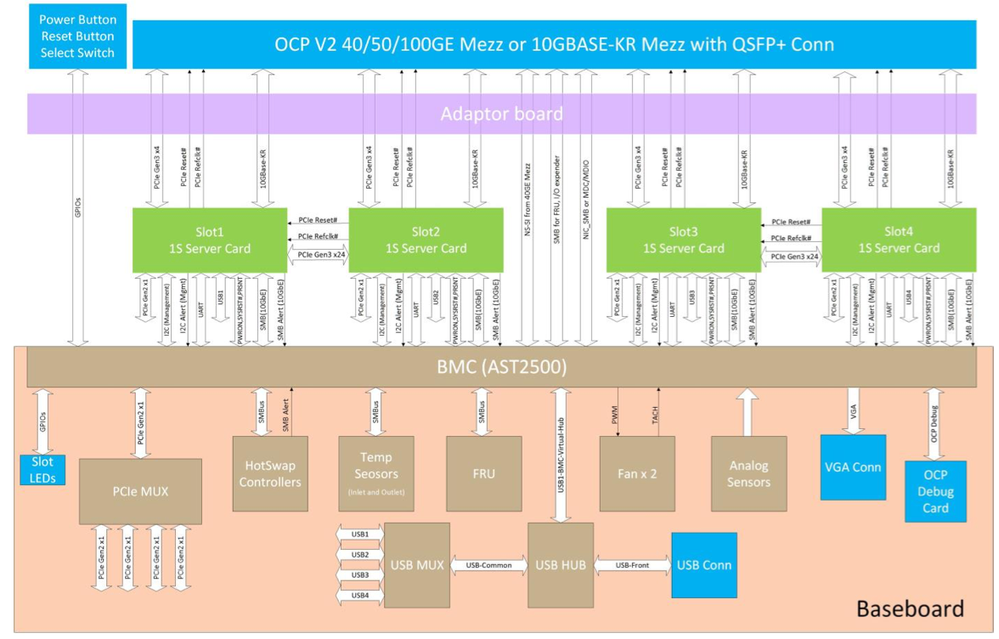 Power Button
Reset Button
Select Switch
OCP V2 40/50/100GE Mezz or 10GBASE-KR Mezz with QSFP+ Conn
Adaptor board
GPIOs
PCIe Gen3 x4
PCIe Reset#
PCIe Refclk#
10GBase-KR
PCIe Gen3 x4
PCIe Reset#
PCIe Refclk#
10GBase-KR
NS-SI from 40GE Mezz
SMB for FRU, I/O expender
NIC_SMB or MDC/MDIO
PCIe Gen3 x4
PCIe Reset#
PCIe Refclk#
10GBase-KR
PCIe Gen3 x4
PCIe Reset#
PCIe Refclk#
10GBase-KR
Slot1
1S Server Card
PCIe Reset#
PCIe Refclk#
PCIe Gen3 x24
Slot2
1S Server Card
Slot3
1S Server Card
PCIe Reset#
PCIe Refclk#
PCIe Gen3 x24
Slot4
1S Server Card
PCIe Gen2 x1
I2C (Management)
I2C Alert (Mgmt)
UART
USB1
PWRON,SYSRST#,PRSNT
SMB(10GbE)
SMB Alert (10GbE)
PCIe Gen2 x1
I2C (Management)
I2C Alert (Mgmt)
UART
USB2
PWRON,SYSRST#,PRSNT
SMB(10GbE)
SMB Alert (10GbE)
PCIe Gen2 x1
I2C (Management)
I2C Alert (Mgmt)
UART
USB3
PWRON,SYSRST#,PRSNT
SMB(10GbE)
SMB Alert (10GbE)
PCIe Gen2 x1
I2C (Management)
I2C Alert (Mgmt)
UART
USB4
PWRON,SYSRST#,PRSNT
SMB(10GbE)
SMB Alert (10GbE)
BMC (AST2500)
GPIOs
PCIe Gen2 x1
SMBus
SMB Alert
SMBus
SMBus
USB1-BMC-Virtual-Hub
PWM
TACH
VGA
OCP Debug
Slot
LEDs
PCIe MUX
HotSwap
Controllers
Temp
Seosors
(Inlet and Outlet)
FRU
Fan x 2
Analog
Sensors
VGA Conn
OCP
Debug
Card
PCIe Gen2 x1
PCIe Gen2 x1
PCIe Gen2 x1
PCIe Gen2 x1
USB1
USB2
USB3
USB4
USB MUX
USB-Common
USB HUB
USB-Front
USB Conn
Baseboard